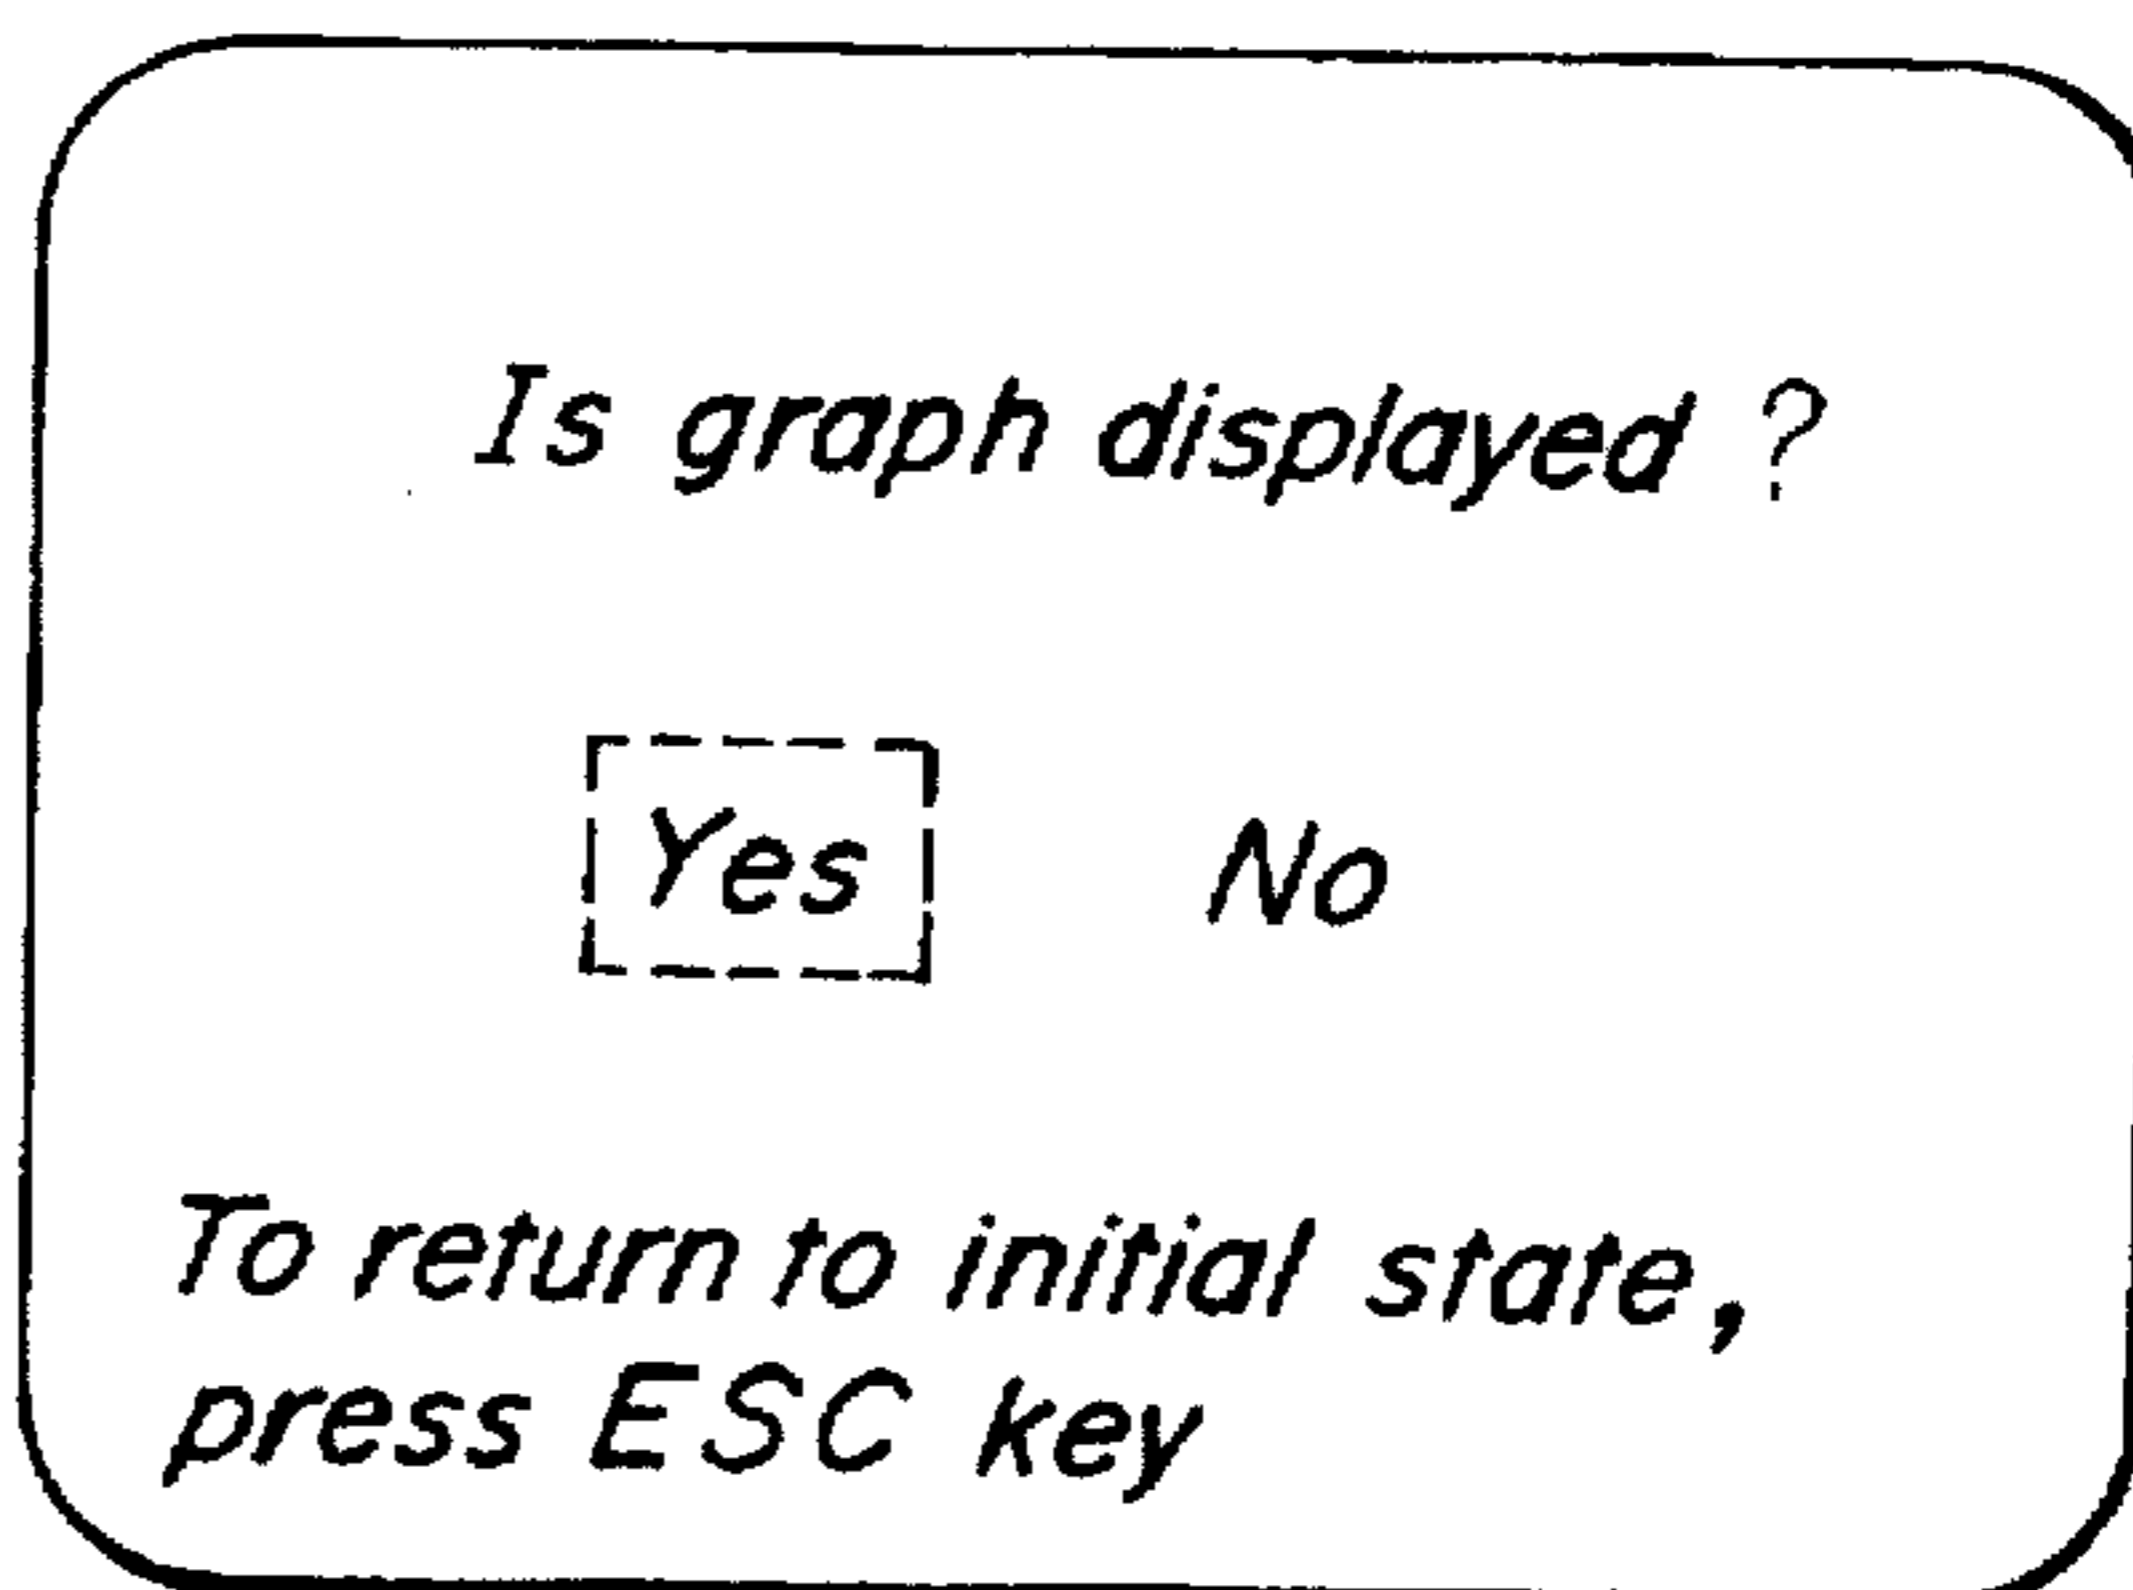 Is graph displayed ?
Yes No
To return to initial state,
press ESC key